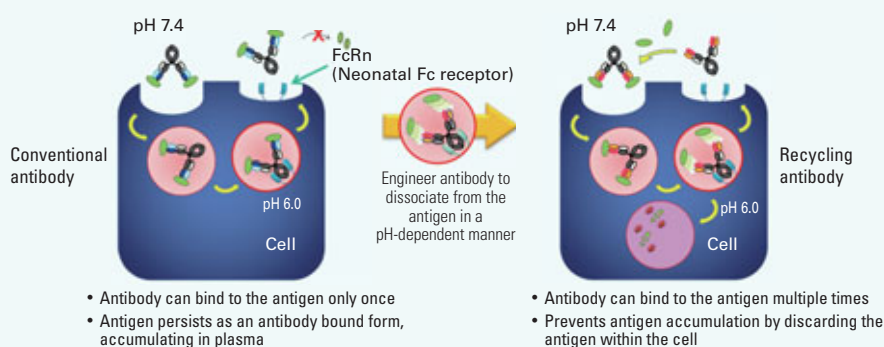 pH 7.4
FcRn
(Neonatal Fc receptor)
Conventional
antibody
pH 6.0
Cell
• Antibody can bind to the antigen only once
• Antigen persists as an antibody bound form,
accumulating in plasma
Engineer antibody to
dissociate from the
antigen in a
pH-dependent manner
pH 7.4
Recycling
antibody
pH 6.0
Cell
• Antibody can bind to the antigen multiple times
• Prevents antigen accumulation by discarding the
antigen within the cell